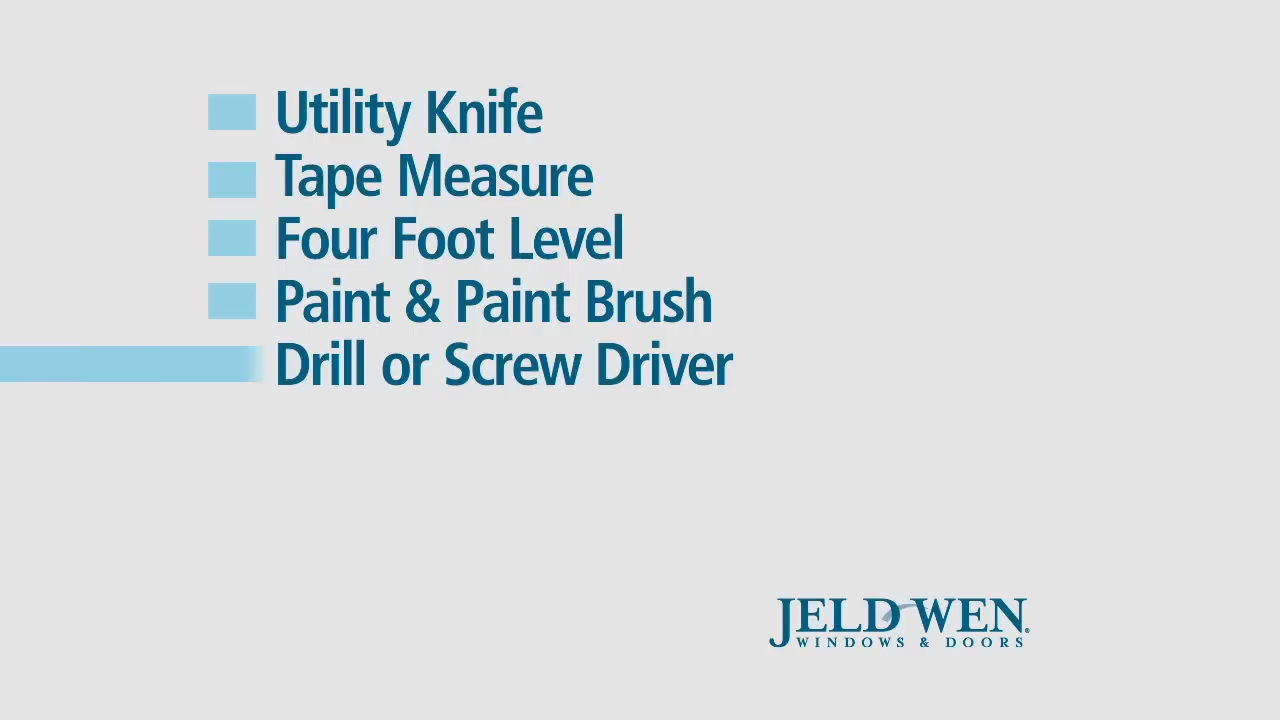 Utility Knife
Tape Measure
Four Foot Level
Paint & Paint Brush
Drill or Screw Driver
JELD WEN®
WINDOWS & DOORS